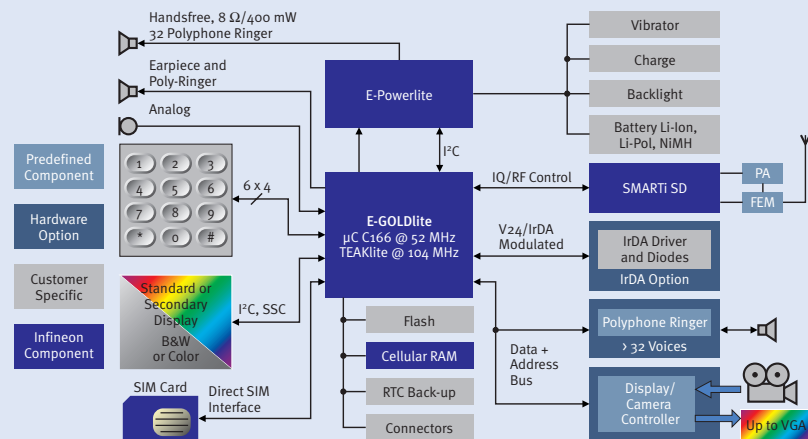 Handsfree, 8 Ω/400 mW
32 Polyphone Ringer
Earpiece and
Poly-Ringer
Analog
E-Powerlite
I²C
Vibrator
Charge
Backlight
Battery Li-Ion,
Li-Pol, NiMH
Predefined
Component
Hardware
Option
Customer
Specific
Infineon
Component
1 2 3
4 5 6
7 8 9
* 0 #
6 x 4
E-GOLDlite
µC C166 @ 52 MHz
TEAKlite @ 104 MHz
IQ/RF Control
SMARTi SD
PA
FEM
V24/IrDA
Modulated
IrDA Driver
and Diodes
IrDA Option
Standard or
Secondary
Display
B&W
or Color
I²C, SSC
Flash
Cellular RAM
RTC Back-up
Connectors
Data +
Address
Bus
Polyphone Ringer
> 32 Voices
Display/
Camera
Controller
Up to VGA
SIM Card
Direct SIM
Interface